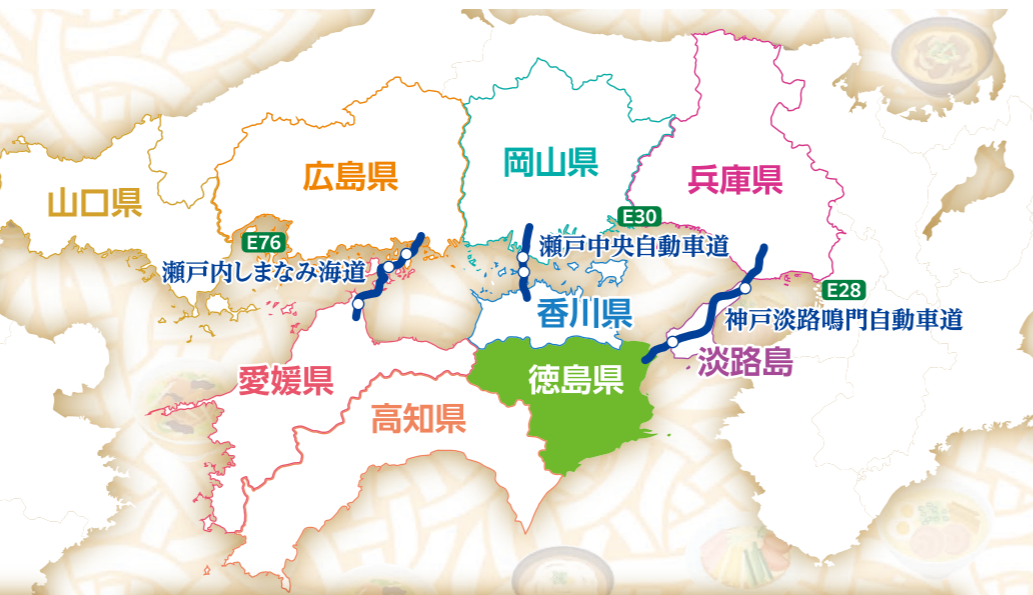 岡山県
広島県
兵庫県
山口県
E30
E76
瀬戸中央自動車道
瀬戸内しまなみ海道
E28
香川県
神戸淡路鳴門自動車道
淡路島
愛媛県
徳島県
高知県